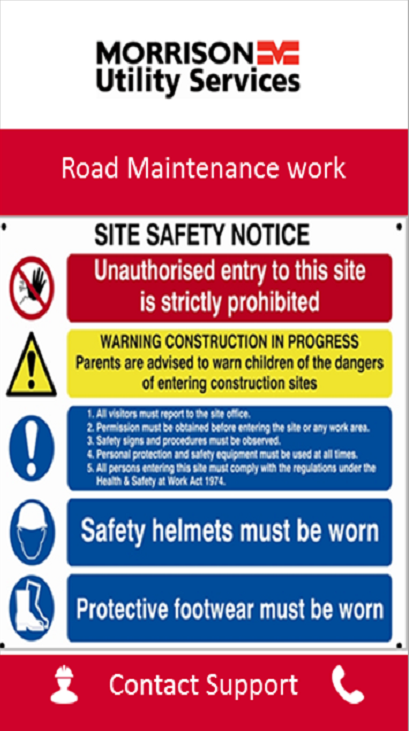 MORRISON
Utility Services
Road Maintenance work
SITE SAFETY NOTICE
Unauthorised entry to this site
is strictly prohibited
WARNING CONSTRUCTION IN PROGRESS
Parents are advised to warn children of the dangers
of entering construction sites
1. All visitors must report to the site office.
2. Permission must be obtained before entering the site or any work area.
3. Safety signs and procedures must be observed.
4. Personal protection and safety equipment must be used at all times.
5. All persons entering this site must comply with the regulations under the
Health & Safety at Work Act 1974.
Safety helmets must be worn
Protective footwear must be worn
Contact Support